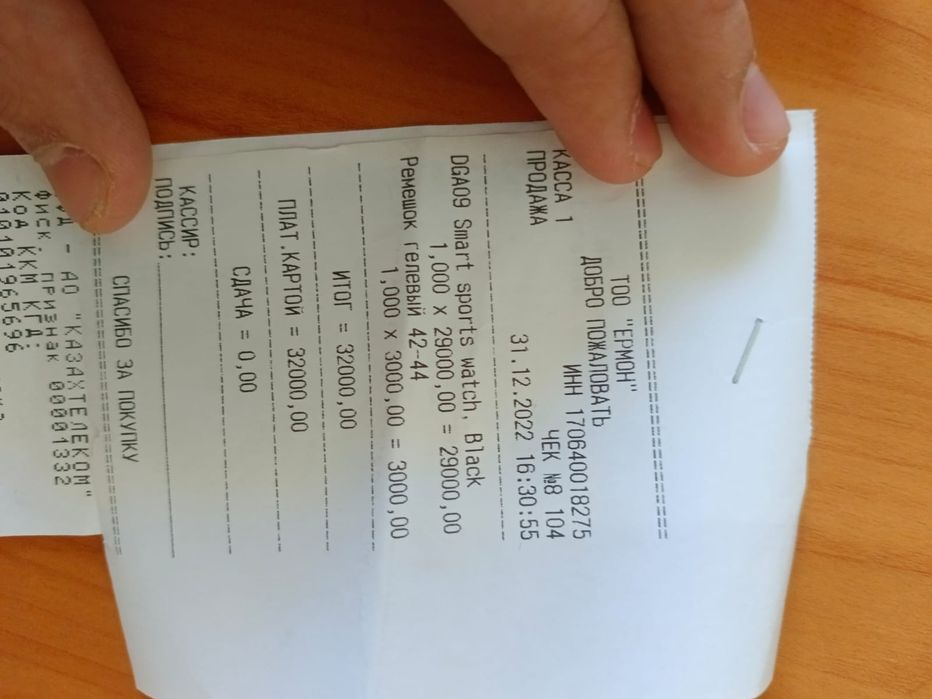 ==============================
ТОО "ЕРМОН"
ДОБРО ПОЖАЛОВАТЬ
ИНН 170640018275
КАССА 1 ЧЕК №8 104
ПРОДАЖА 31.12.2022 16:30:55
------------------------------
DGA09 Smart sports watch, Black
1,000 x 29000,00 = 29000,00
Ремешок гелевый 42-44
1,000 x 3000,00 = 3000,00
------------------------------
ИТОГ = 32000,00
------------------------------
ПЛАТ.КАРТОЙ = 32000,00
------------------------------
СДАЧА = 0,00
------------------------------
КАССИР:
ПОДПИСЬ:______________________
СПАСИБО ЗА ПОКУПКУ
==============================
- АО "КАЗАХТЕЛЕКОМ"
ФИСК. ПРИЗНАК 00001332
КОД ККМ КГД:
010101965696